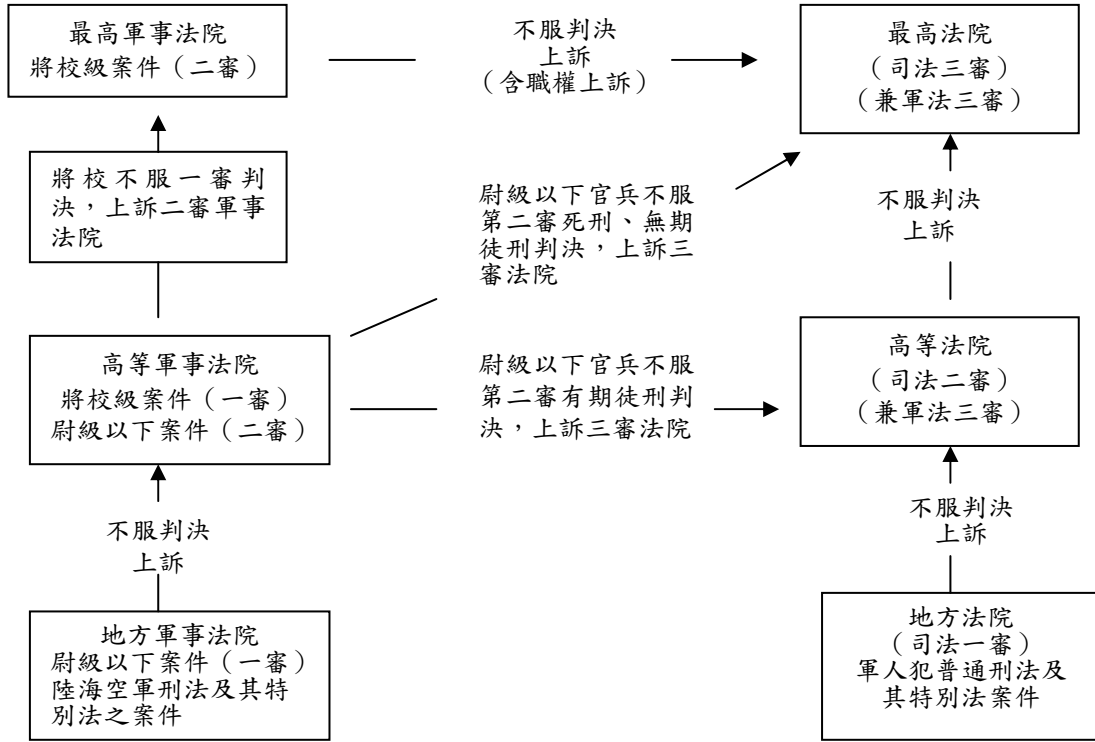 最高軍事法院
將校級案件（二審）
不服判決
上訴
（含職權上訴）
最高法院
（司法三審）
（兼軍法三審）
將校不服一審判
決，上訴二審軍事
法院
尉級以下官兵不服
第二審死刑、無期
徒刑判決，上訴三
審法院
不服判決
上訴
高等軍事法院
將校級案件（一審）
尉級以下案件（二審）
尉級以下官兵不服
第二審有期徒刑判
決，上訴三審法院
高等法院
（司法二審）
（兼軍法三審）
不服判決
上訴
不服判決
上訴
地方軍事法院
尉級以下案件（一審）
陸海空軍刑法及其特
別法之案件
地方法院
（司法一審）
軍人犯普通刑法及
其特別法案件